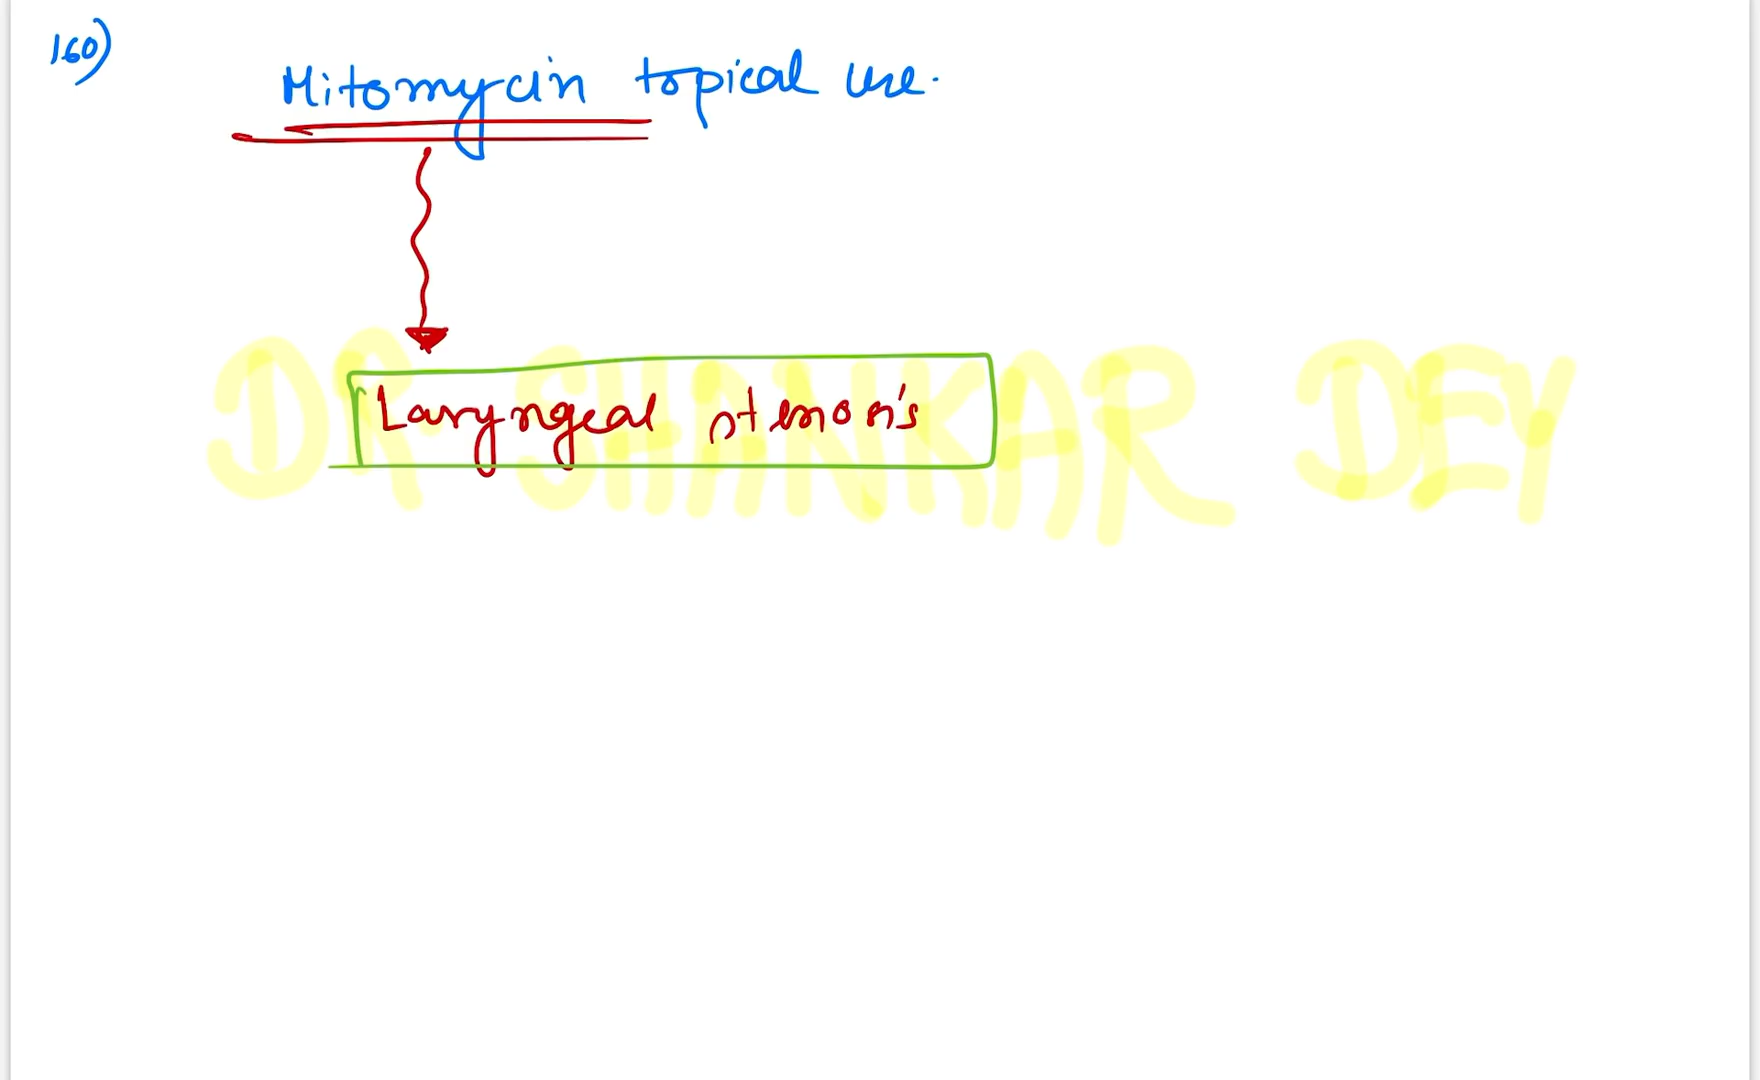 160)
Mitomycin topical use.
Laryngeal stenosis
DR SHANKAR DEY